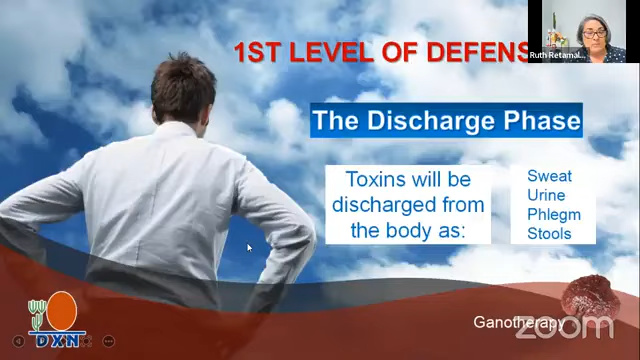 1ST LEVEL OF DEFENS
Ruth Retamal...
The Discharge Phase
Toxins will be
discharged from
the body as:
Sweat
Urine
Phlegm
Stools
Ganotherapy
zoom
DXN